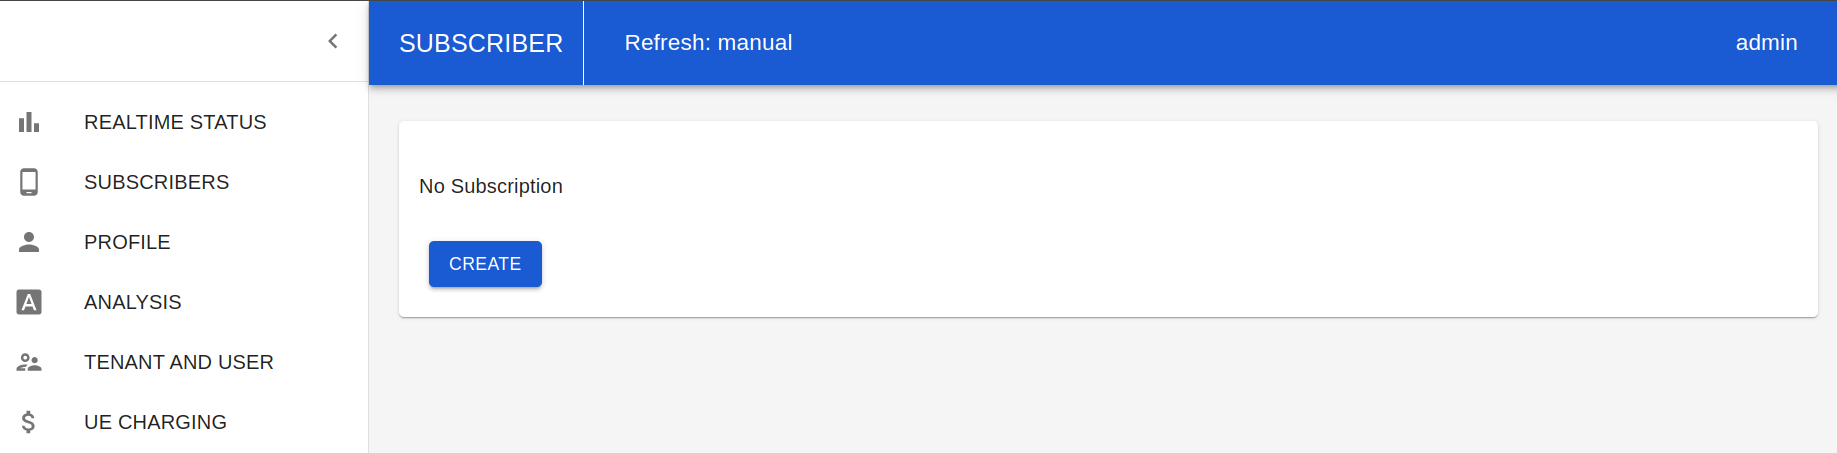 SUBSCRIBER
Refresh: manual
admin
REALTIME STATUS
SUBSCRIBERS
PROFILE
ANALYSIS
TENANT AND USER
UE CHARGING
No Subscription
CREATE